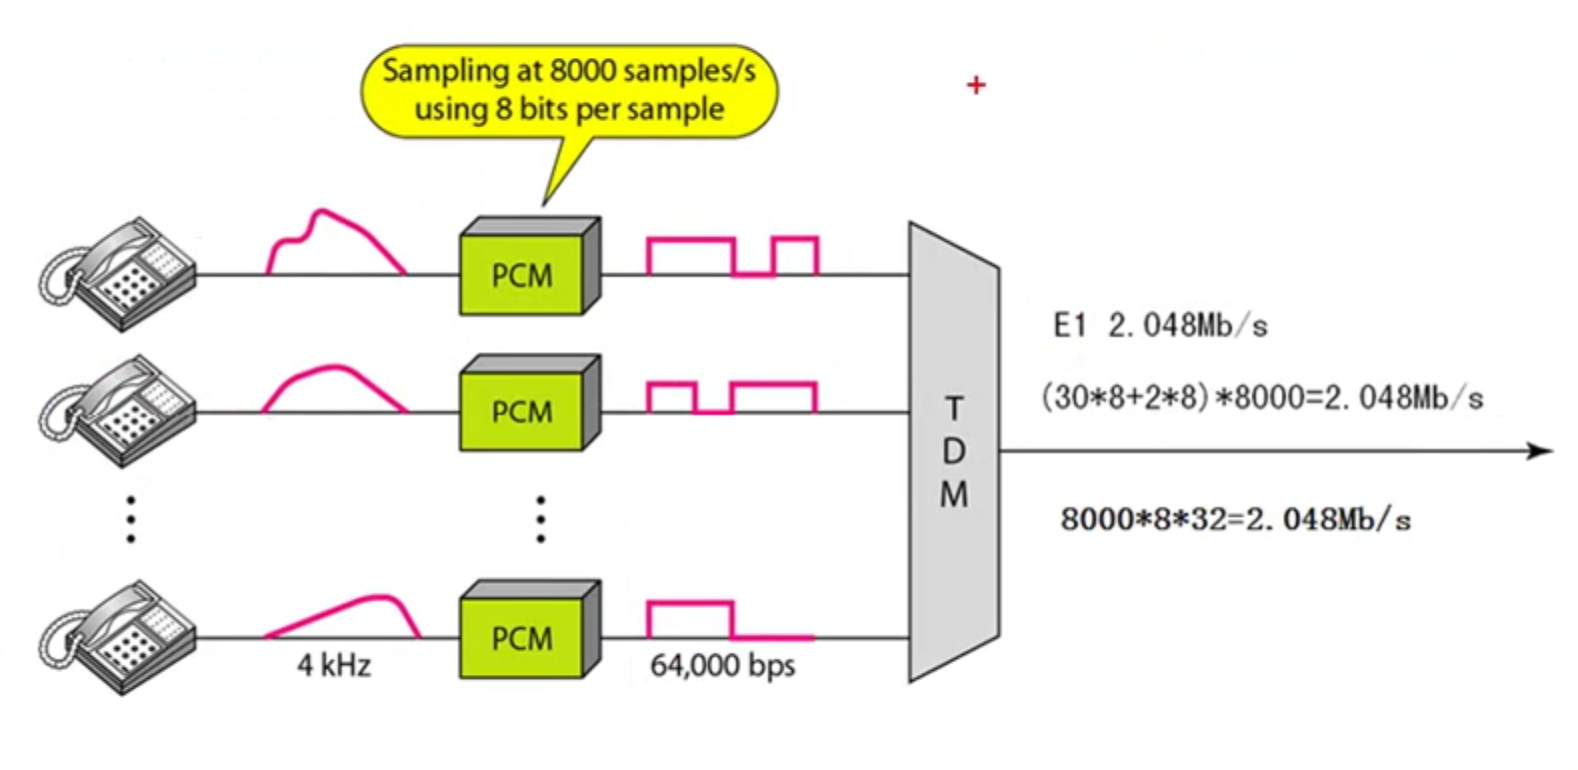 Sampling at 8000 samples/s
using 8 bits per sample
PCM
E1 2.048Mb/s
(30*8+2*8)*8000=2.048Mb/s
PCM
T
D
M
8000*8*32=2.048Mb/s
PCM
4 kHz
64,000 bps